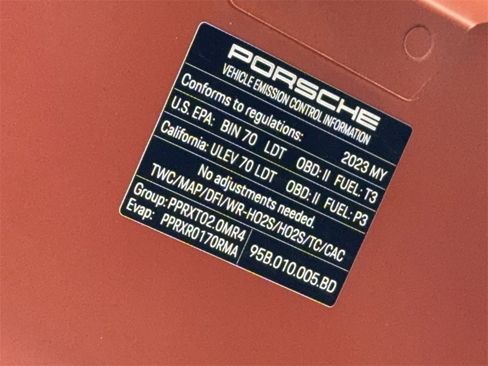 PORSCHE
VEHICLE EMISSION CONTROL INFORMATION
Conforms to regulations: 2023 MY
U.S. EPA: BIN 70 LDT OBD: II FUEL: T3
California: ULEV 70 LDT OBD: II FUEL: P3
No adjustments needed.
TWC/MAP/DFI/WR-HO2S/HO2S/TC/CAC
Group: PPRXT02.0MR4
Evap: PPRXR0170RMA
95B.010.005.BD